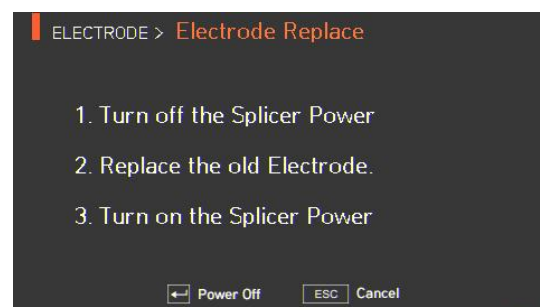 ELECTRODE > Electrode Replace
1. Turn off the Splicer Power
2. Replace the old Electrode.
3. Turn on the Splicer Power
Power Off ESC Cancel